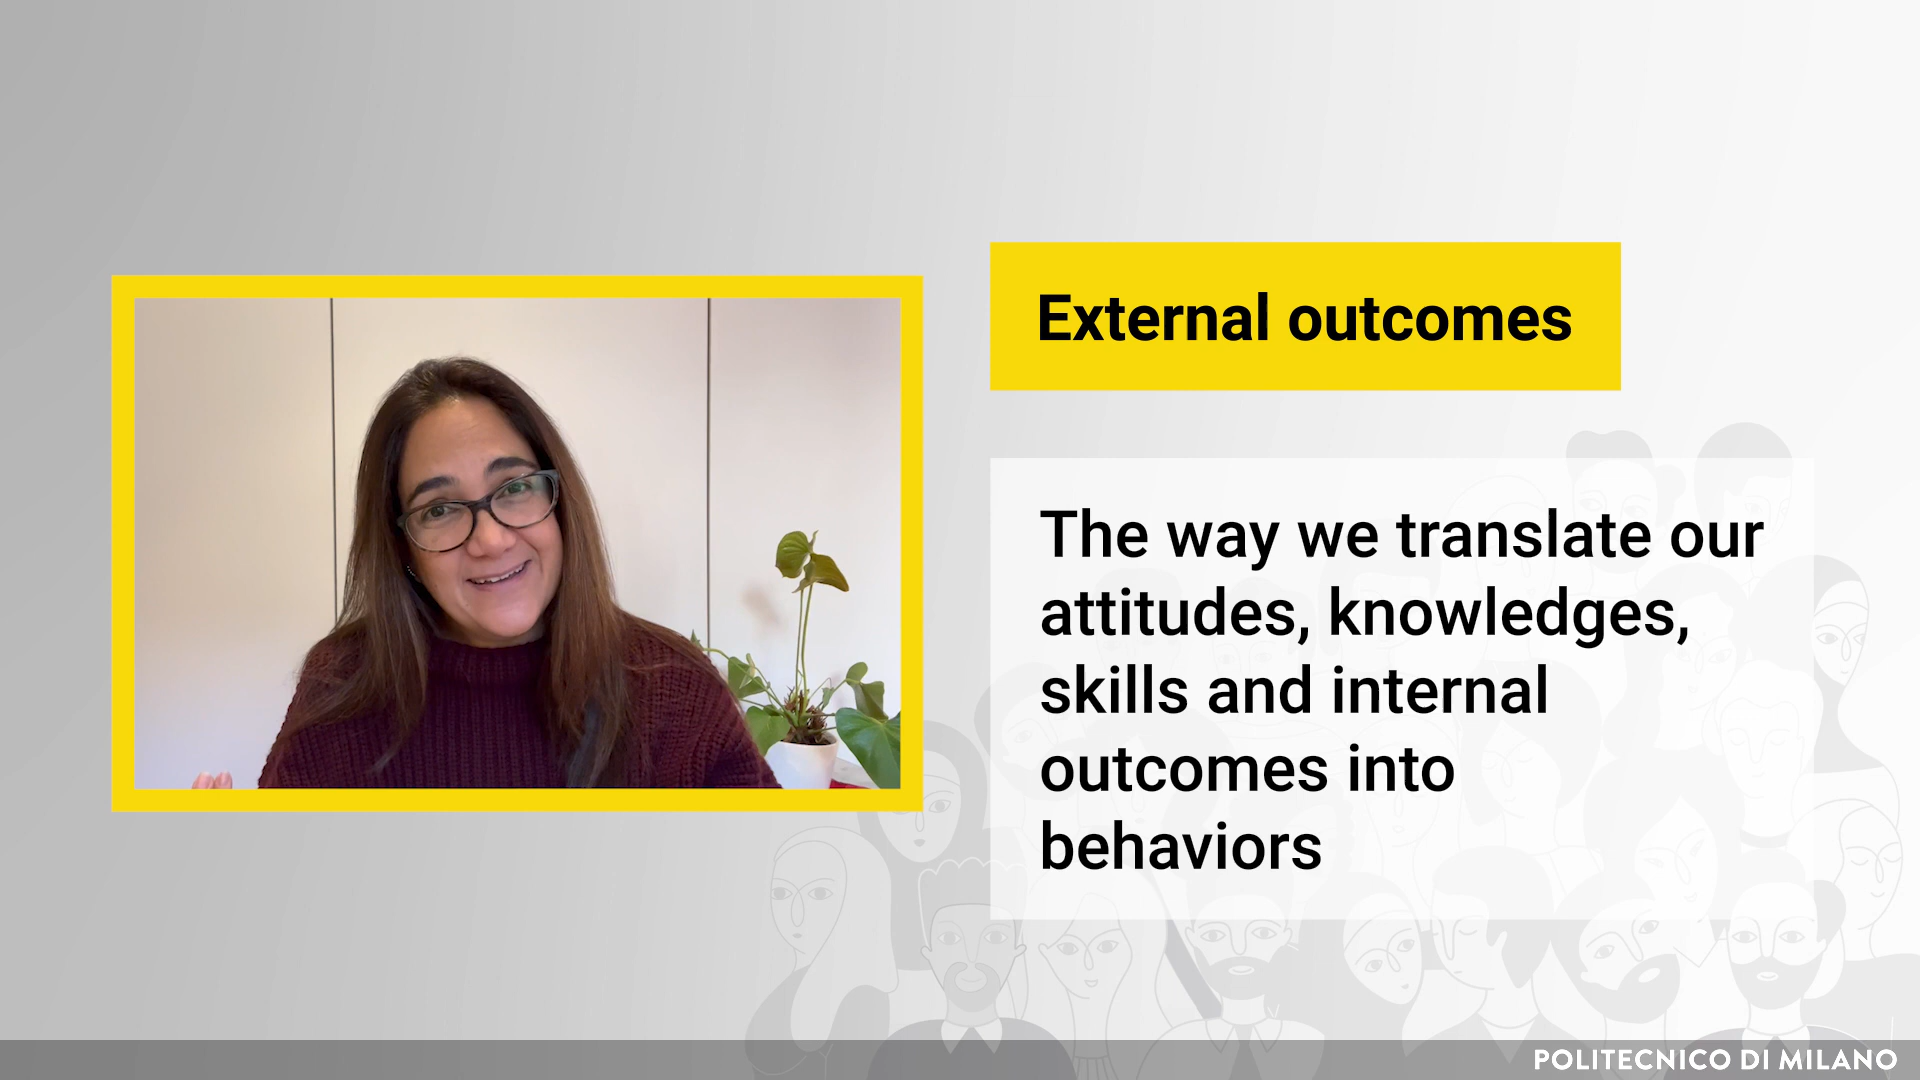 External outcomes
The way we translate our
attitudes, knowledges,
skills and internal
outcomes into
behaviors
POLITECNICO DI MILANO